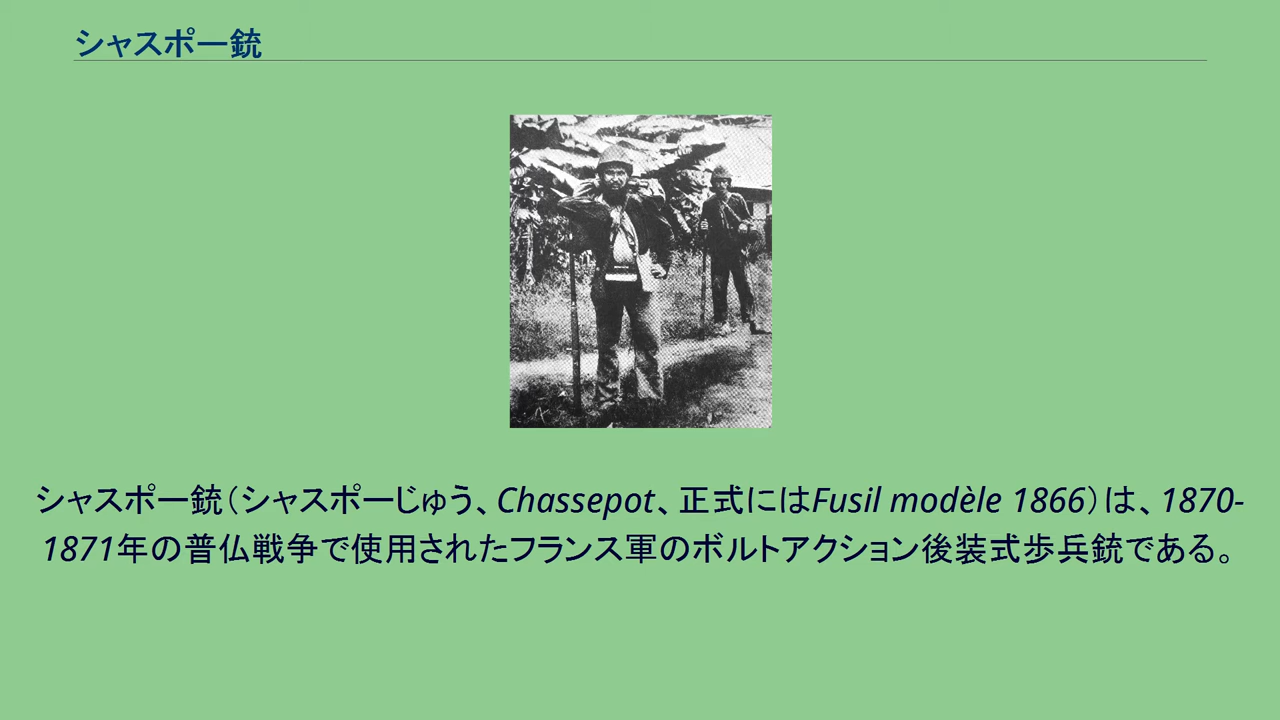 シャスポー銃
シャスポー銃（シャスポーじゅう、Chassepot、正式にはFusil modèle 1866）は、1870-
1871年の普仏戦争で使用されたフランス軍のボルトアクション後装式歩兵銃である。